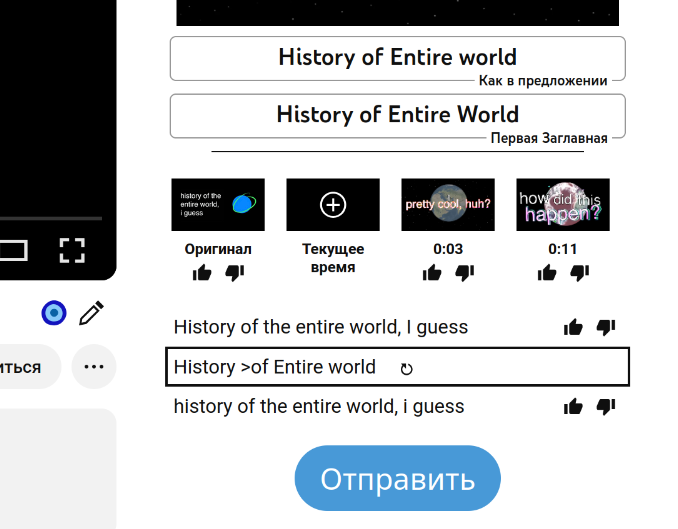 History of Entire world
Как в предложении
History of Entire World
Первая Заглавная
history of the
entire world,
i guess
pretty cool, huh?
how did this
happen?
Оригинал
Текущее
время
0:03
0:11
History of the entire world, I guess
иться
History >of Entire world
history of the entire world, i guess
Отправить